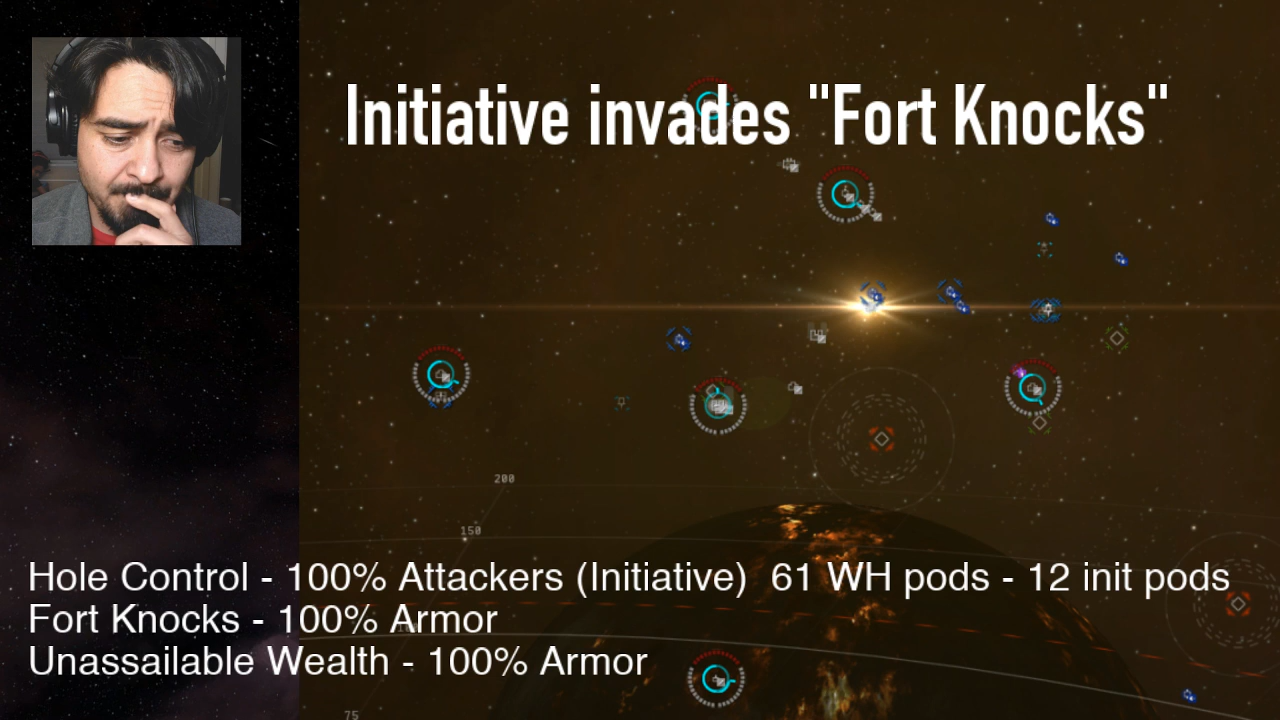 Initiative invades "Fort Knocks"
200
150
Hole Control - 100% Attackers (Initiative)  61 WH pods - 12 init pods
Fort Knocks - 100% Armor
Unassailable Wealth - 100% Armor
75